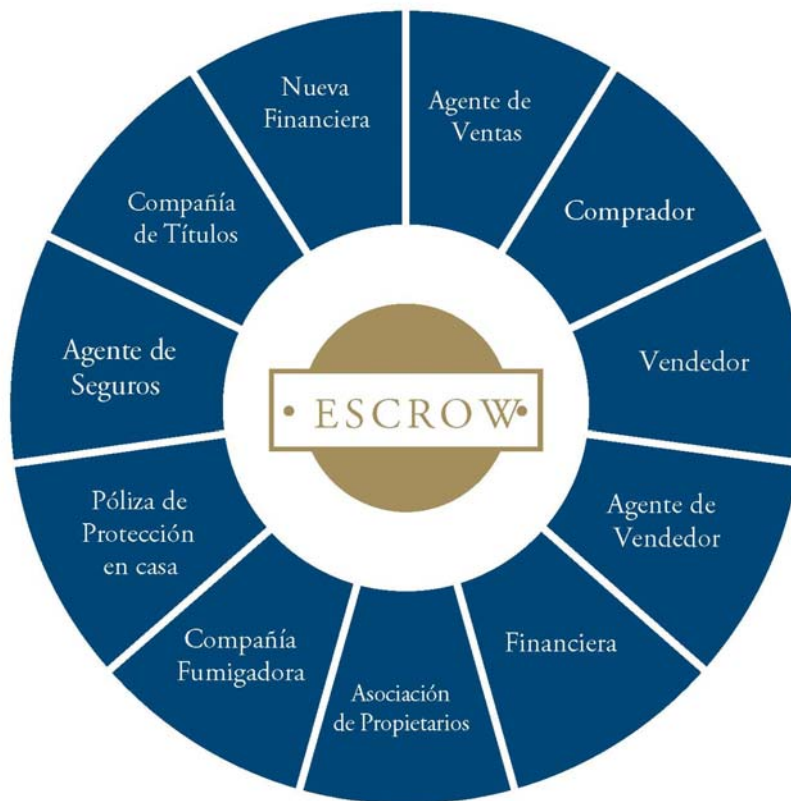 Nueva
Financiera
Agente de
Ventas
Comprador
Vendedor
Agente de
Vendedor
Financiera
Asociación
de Propietarios
Compañía
Fumigadora
Póliza de
Protección
en casa
Agente de
Seguros
Compañía
de Títulos
• ESCROW •